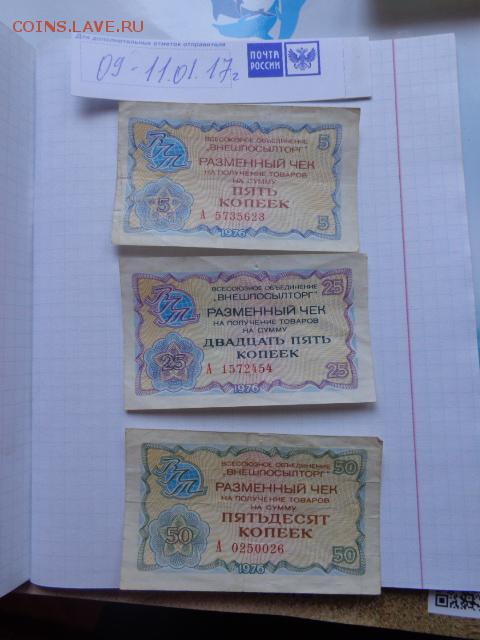 COINS.LAVE.RU
Для дополнительных отметок отправителя
09-11.01.17г
ПОЧТА
РОССИИ
ВСЕСОЮЗНОЕ ОБЪЕДИНЕНИЕ
"ВНЕШПОСЫЛТОРГ"
5
ВПТ
РАЗМЕННЫЙ ЧЕК
НА ПОЛУЧЕНИЕ ТОВАРОВ
НА СУММУ
ПЯТЬ
КОПЕЕК
5
А 5735623
5
1976
ВСЕСОЮЗНОЕ ОБЪЕДИНЕНИЕ
"ВНЕШПОСЫЛТОРГ"
25
ВПТ
РАЗМЕННЫЙ ЧЕК
НА ПОЛУЧЕНИЕ ТОВАРОВ
НА СУММУ
ДВАДЦАТЬ ПЯТЬ
КОПЕЕК
25
А 1572454
25
1976
ВСЕСОЮЗНОЕ ОБЪЕДИНЕНИЕ
"ВНЕШПОСЫЛТОРГ"
50
ВПТ
РАЗМЕННЫЙ ЧЕК
НА ПОЛУЧЕНИЕ ТОВАРОВ
НА СУММУ
ПЯТЬДЕСЯТ
КОПЕЕК
50
А 0250026
50
1976